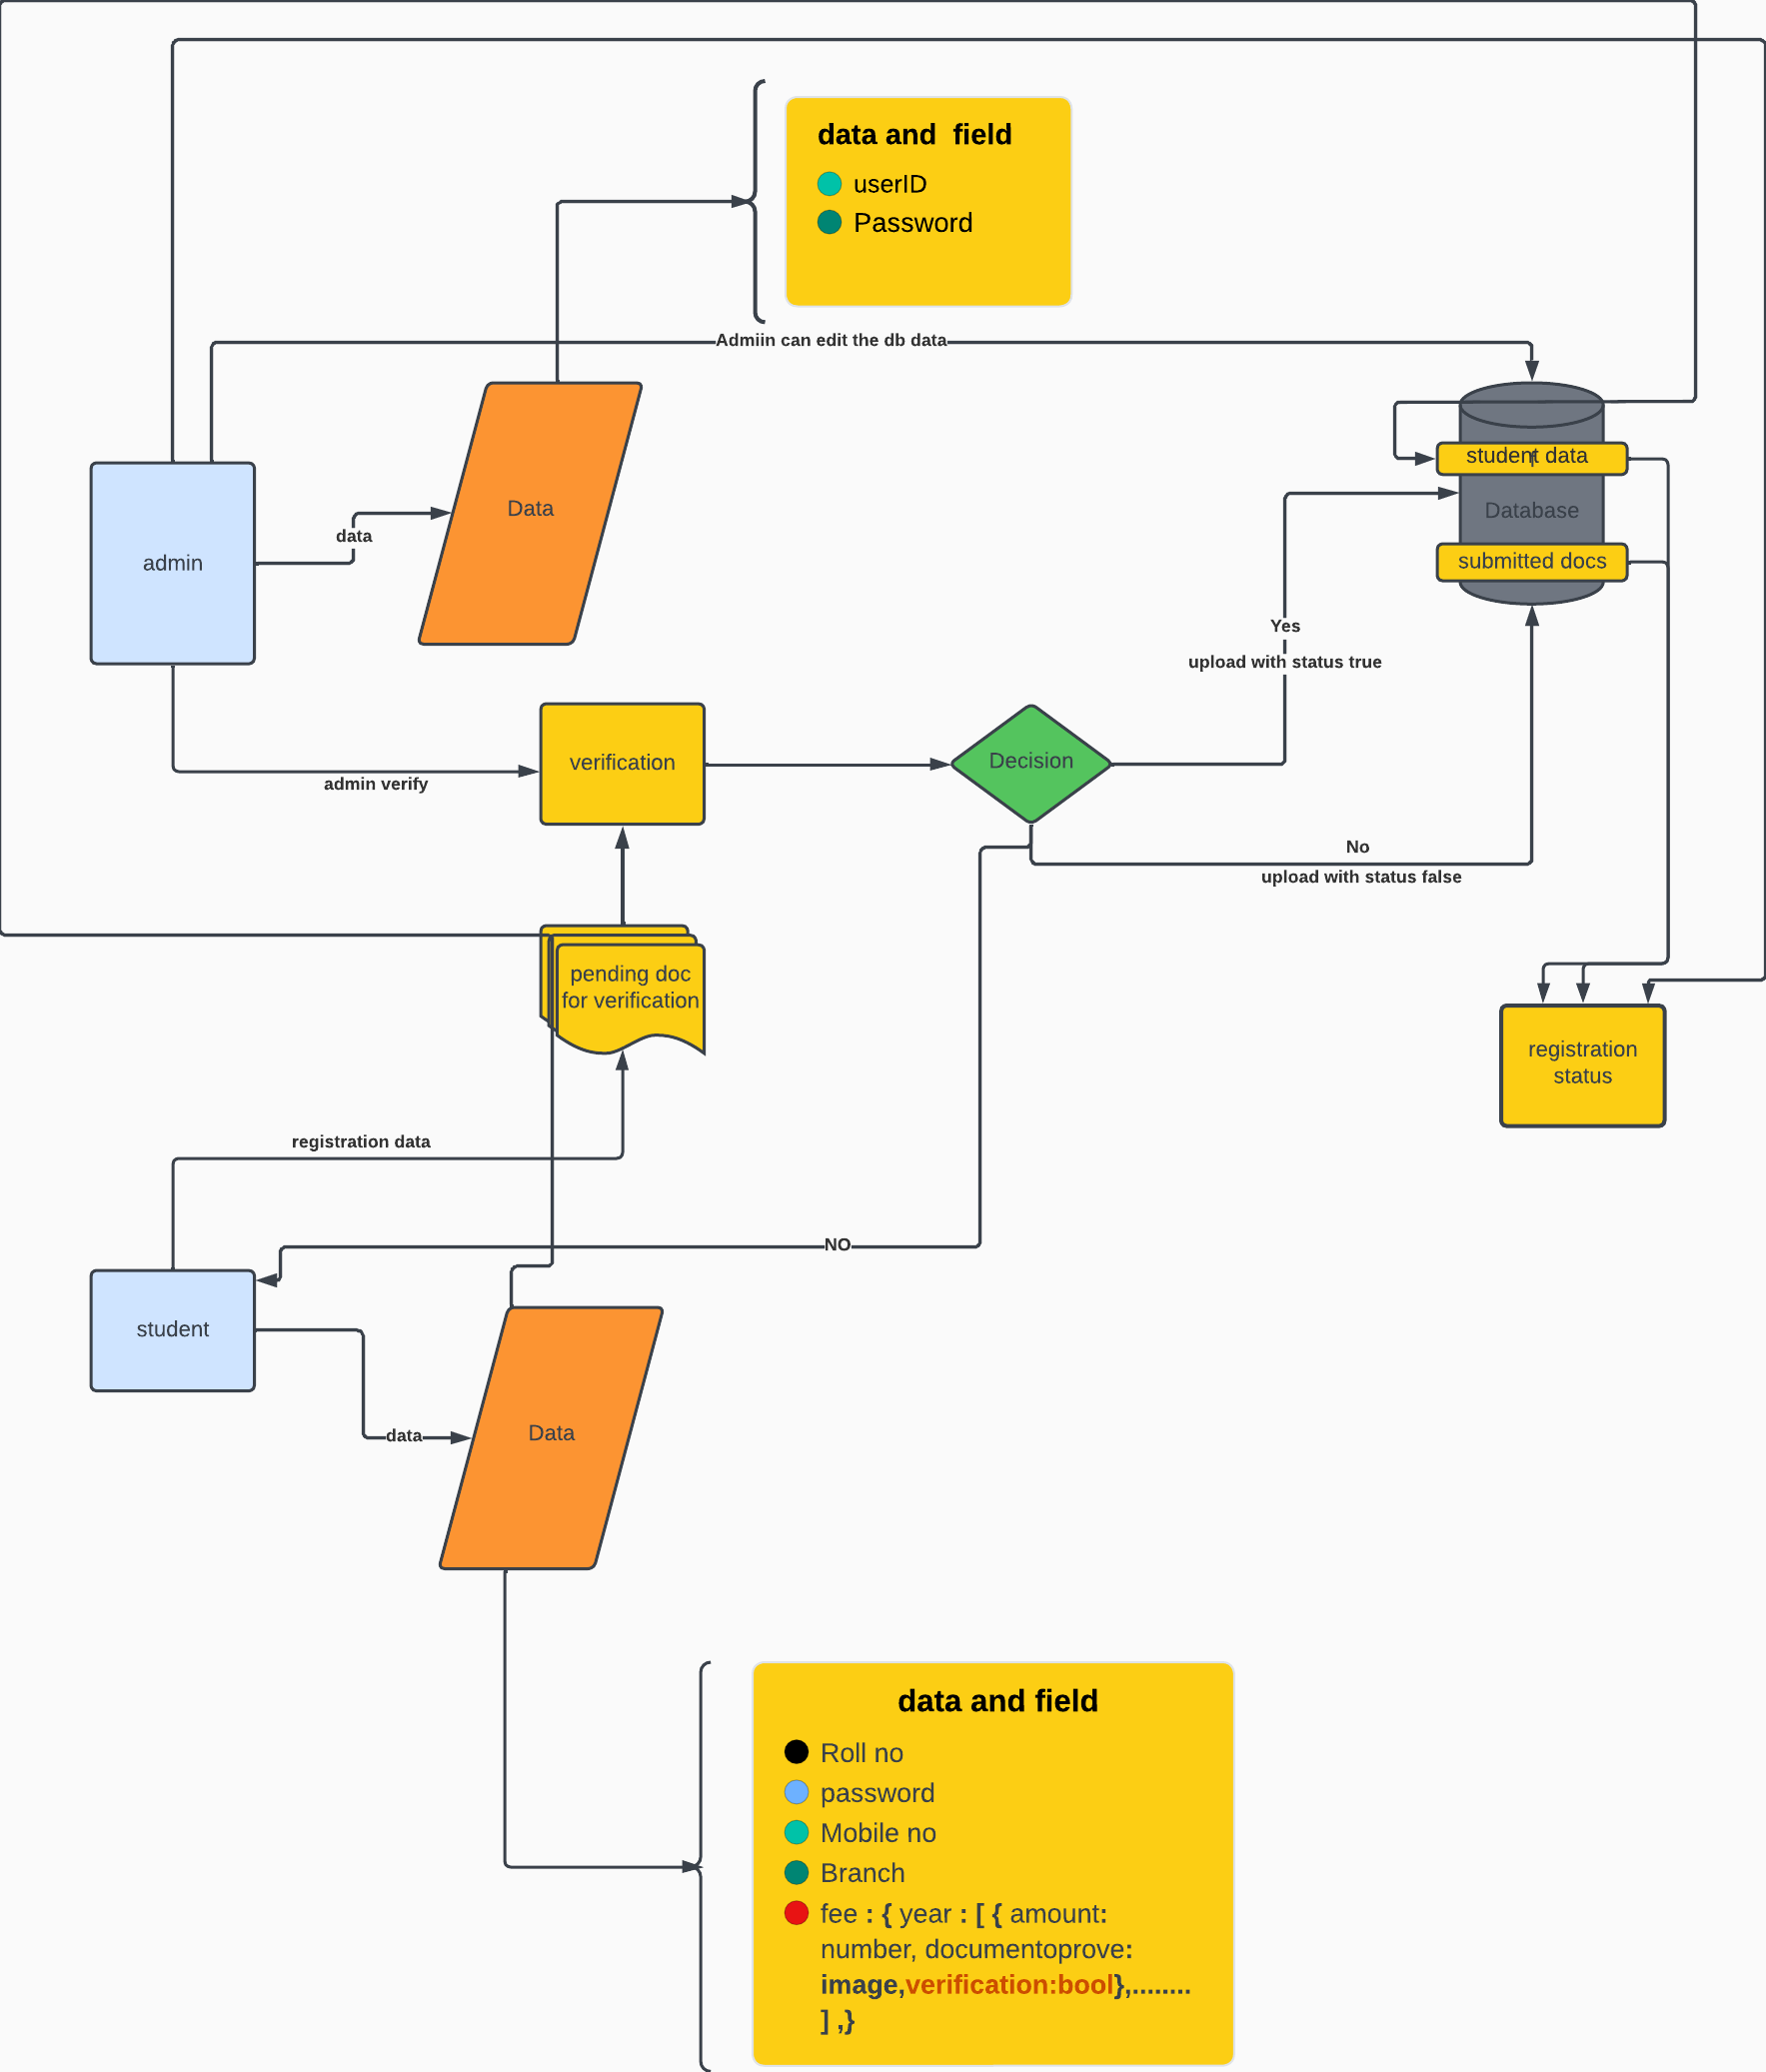 data and  field
userID
Password
Admiin can edit the db data
Data
student data
data
Database
admin
submitted docs
Yes
upload with status true
verification
Decision
admin verify
No
upload with status false
pending doc
for verification
registration
status
registration data
NO
student
Data
data
data and field
Roll no
password
Mobile no
Branch
fee : { year : [ { amount:
number, documentoprove:
image,verification:bool},........
] ,}